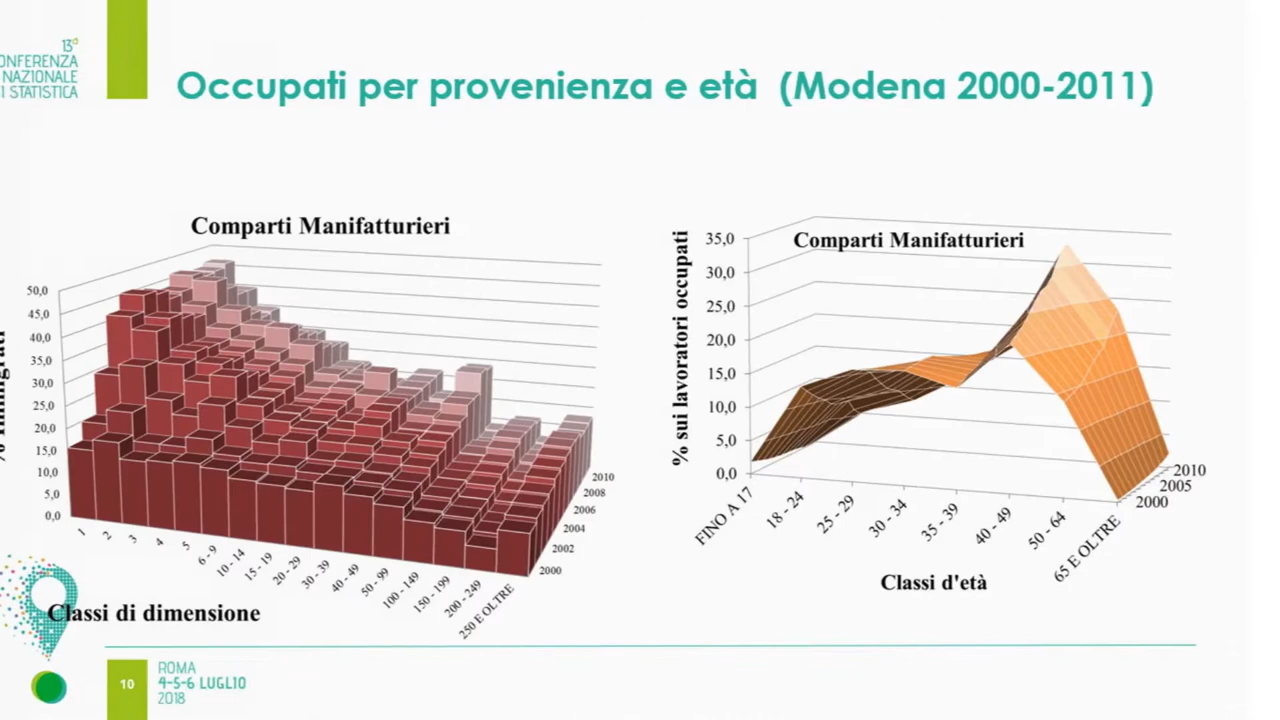 13°
ONFERENZA
NAZIONALE
I STATISTICA
Occupati per provenienza e età (Modena 2000-2011)
Comparti Manifatturieri
50,0
45,0
40,0
35,0
30,0
25,0
20,0
15,0
10,0
5,0
0,0
1
2
3
4
5
6 - 9
10 - 14
15 - 19
20 - 29
30 - 39
40 - 49
50 - 99
100 - 149
150 - 199
200 - 249
250 E OLTRE
2010
2008
2006
2004
2002
2000
Classi di dimensione
Comparti Manifatturieri
% sui lavoratori occupati
35,0
30,0
25,0
20,0
15,0
10,0
5,0
0,0
FINO A 17
18 - 24
25 - 29
30 - 34
35 - 39
40 - 49
50 - 64
65 E OLTRE
2010
2005
2000
Classi d'età
10
ROMA
4-5-6 LUGLIO
2018